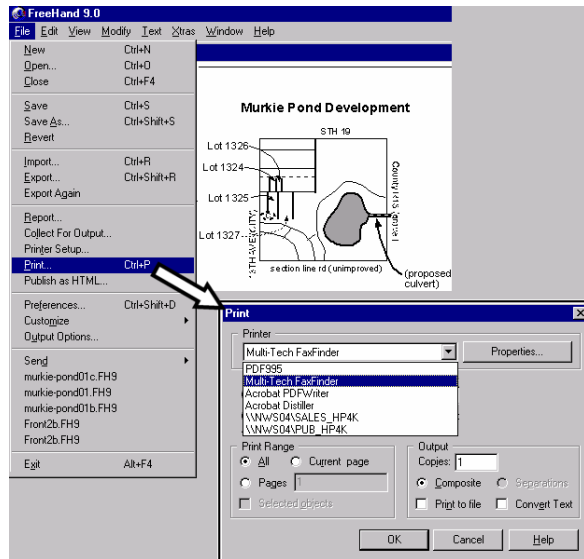 FreeHand 9.0
File Edit View Modify Text Xtras Window Help
New Ctrl+N
Open... Ctrl+O
Close Ctrl+F4
Save Ctrl+S
Save As... Ctrl+Shift+S
Revert
Import... Ctrl+R
Export... Ctrl+Shift+R
Export Again
Report...
Collect For Output...
Printer Setup...
Print... Ctrl+P
Publish as HTML...
Preferences... Ctrl+Shift+D
Customize
Output Options...
Send
murkie-pond01c.FH9
murkie-pond01.FH9
murkie-pond01b.FH9
Front2b.FH9
Front2b.FH9
Exit Alt+F4
Murkie Pond Development
STH 19
Lot 1326
Lot 1324
Lot 1325
Lot 1327
section line rd (unimproved)
(proposed
culvert)
Print
Printer
Multi-Tech FaxFinder
Properties...
PDF995
Multi-Tech FaxFinder
Acrobat PDFWriter
Acrobat Distiller
\\NWS04\SALES_HP4K
\\NWS04\PUB_HP4K
Print Range
All Current page
Pages 1
Selected objects
Output
Copies: 1
Composite Separations
Print to file Convert Text
OK Cancel Help